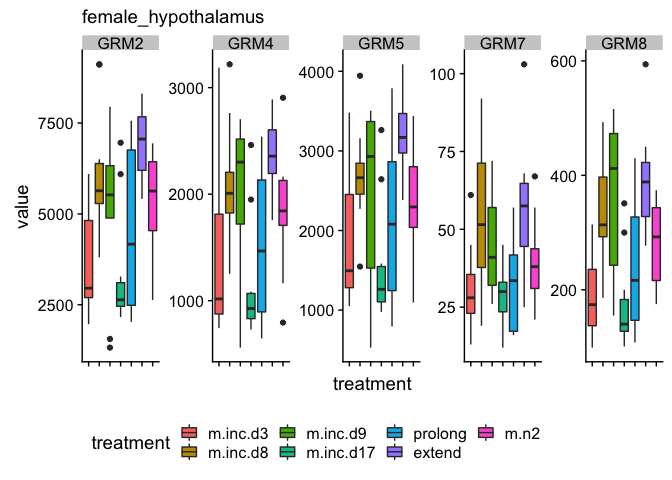 female_hypothalamus
GRM2 GRM4 GRM5 GRM7 GRM8
value
7500
5000
2500
3000
2000
1000
4000
3000
2000
1000
100
75
50
25
600
400
200
treatment
treatment m.inc.d3 m.inc.d9 prolong m.n2
m.inc.d8 m.inc.d17 extend